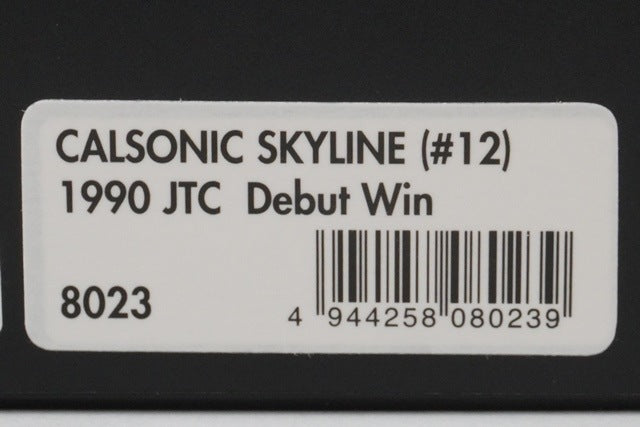 CALSONIC SKYLINE (#12)
1990 JTC Debut Win
8023
4 944258 080239